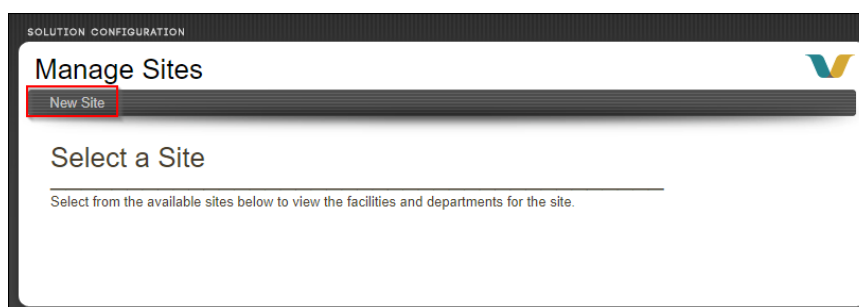 SOLUTION CONFIGURATION
Manage Sites
New Site
Select a Site
Select from the available sites below to view the facilities and departments for the site.